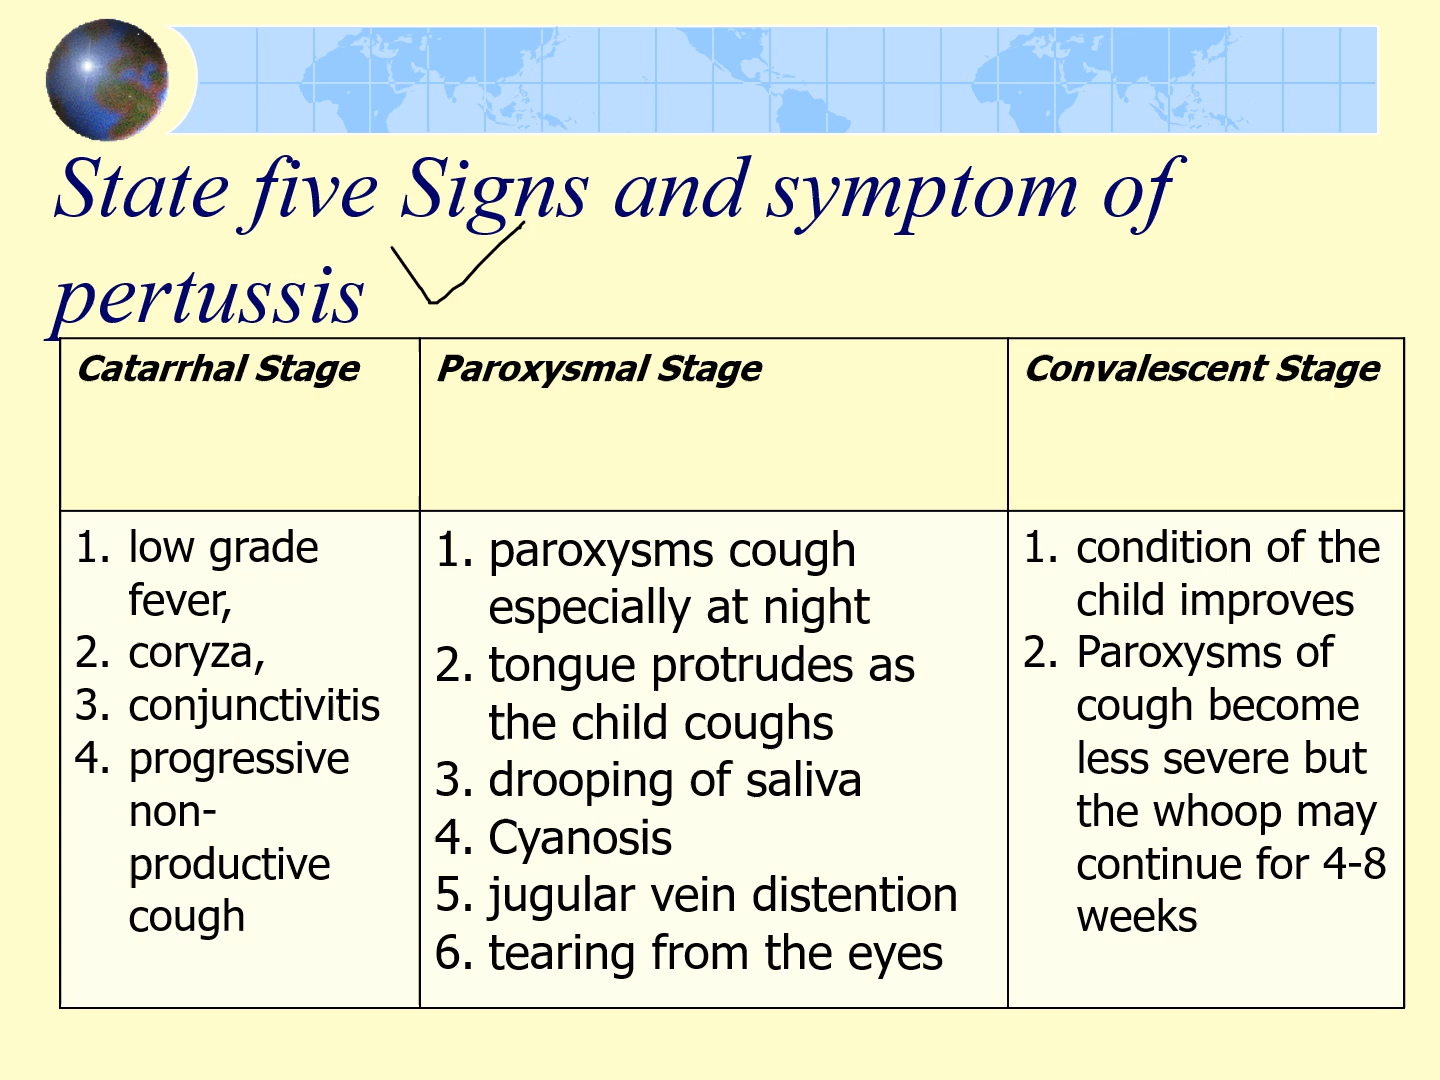 State five Signs and symptom of
pertussis
Catarrhal Stage
Paroxysmal Stage
Convalescent Stage
1. low grade
fever,
2. coryza,
3. conjunctivitis
4. progressive
non-
productive
cough
1. paroxysms cough
especially at night
2. tongue protrudes as
the child coughs
3. drooping of saliva
4. Cyanosis
5. jugular vein distention
6. tearing from the eyes
1. condition of the
child improves
2. Paroxysms of
cough become
less severe but
the whoop may
continue for 4-8
weeks